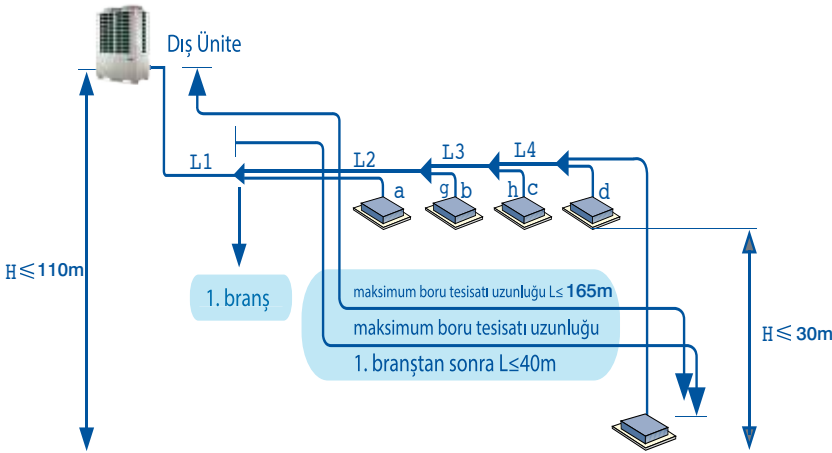 Dış Ünite
L1
L2
L3
L4
a
g b
h c
d
H≤110m
1. branş
maksimum boru tesisatı uzunluğu L≤ 165m
maksimum boru tesisatı uzunluğu
1. branştan sonra L≤40m
H≤30m